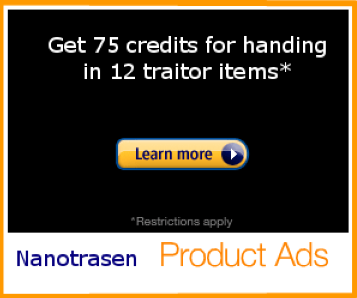 Get 75 credits for handing
in 12 traitor items*
Learn more
*Restrictions apply
Nanotrasen Product Ads